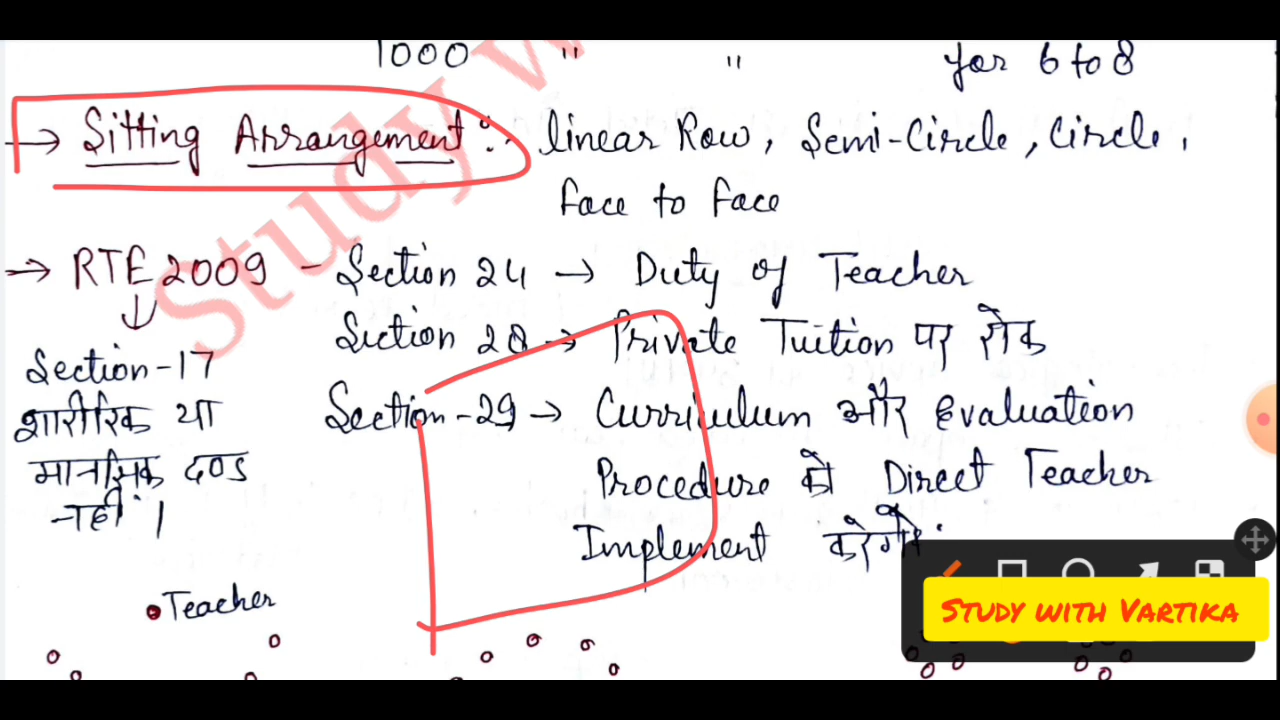 1000 " " for 6 to 8
→ Sitting Arrangement :- linear Row, Semi-Circle, Circle,
face to face
→ RTE 2009 - Section 24 → Duty of Teacher
Section 28 → Private Tuition पर रोक
Section-17
शारीरिक या
मानसिक दण्ड
नहीं।
Section-29 → Curriculum और Evaluation
Procedure को Direct Teacher
Implement करेगें
Teacher
Study w
STUDY WITH VARTIKA